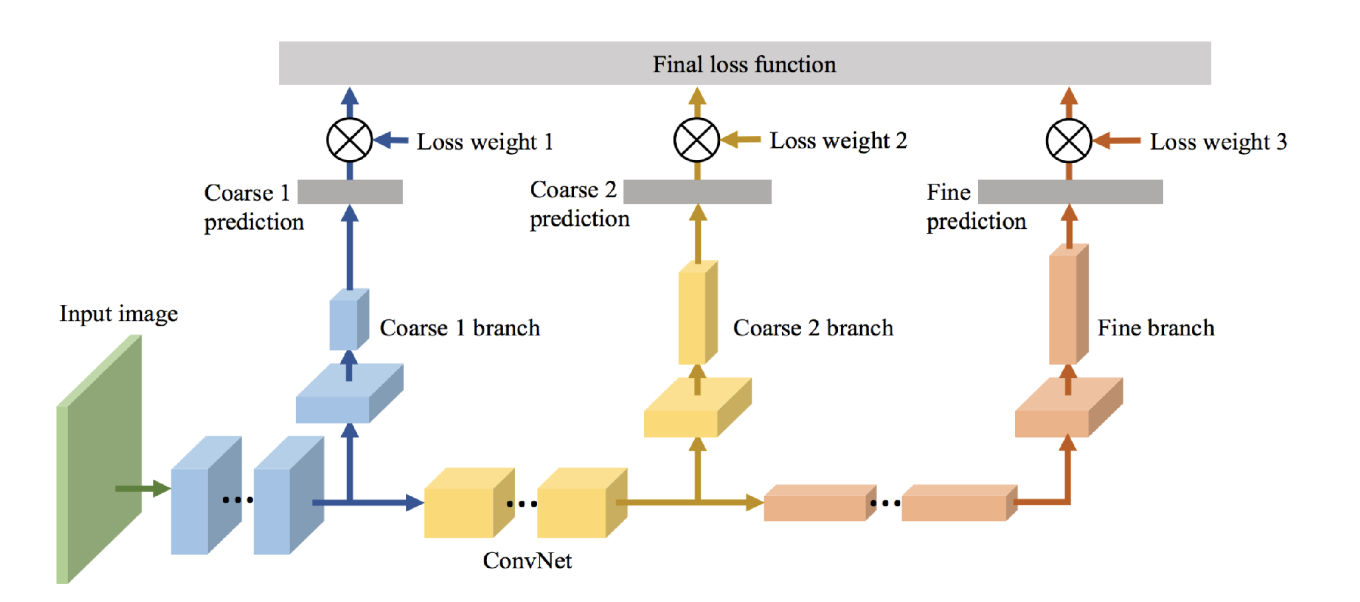 Final loss function
Loss weight 1
Loss weight 2
Loss weight 3
Coarse 1
prediction
Coarse 2
prediction
Fine
prediction
Input image
Coarse 1 branch
Coarse 2 branch
Fine branch
ConvNet